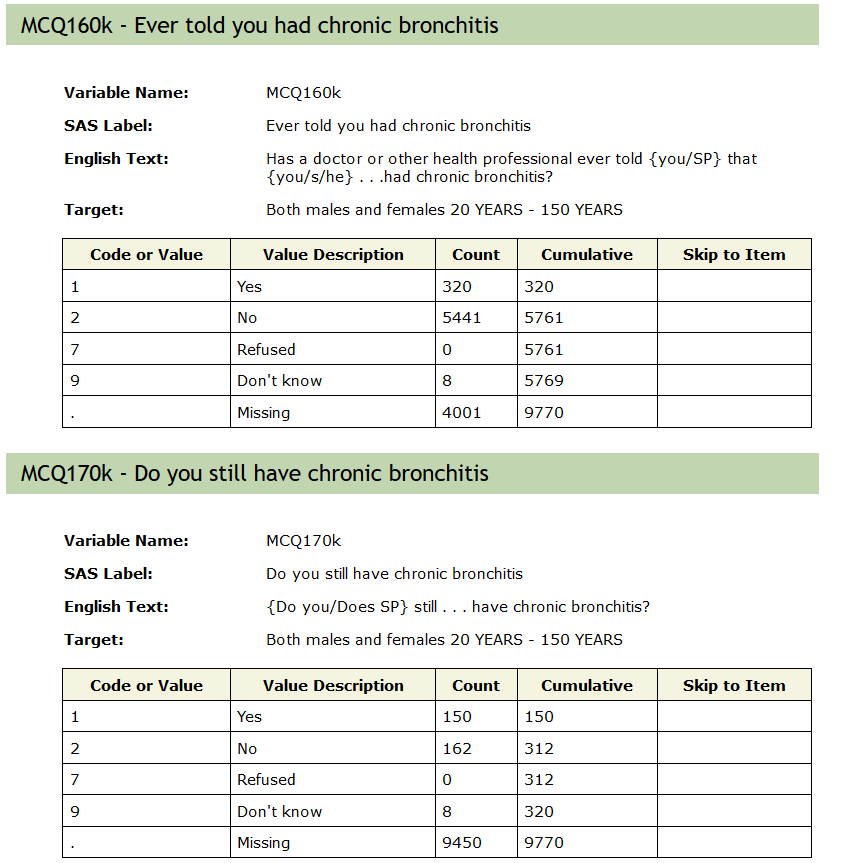 MCQ160k - Ever told you had chronic bronchitis
Variable Name: MCQ160k
SAS Label: Ever told you had chronic bronchitis
English Text: Has a doctor or other health professional ever told {you/SP} that
{you/s/he} . . .had chronic bronchitis?
Target: Both males and females 20 YEARS - 150 YEARS
Code or Value Value Description Count Cumulative Skip to Item
1 Yes 320 320
2 No 5441 5761
7 Refused 0 5761
9 Don't know 8 5769
. Missing 4001 9770
MCQ170k - Do you still have chronic bronchitis
Variable Name: MCQ170k
SAS Label: Do you still have chronic bronchitis
English Text: {Do you/Does SP} still . . . have chronic bronchitis?
Target: Both males and females 20 YEARS - 150 YEARS
Code or Value Value Description Count Cumulative Skip to Item
1 Yes 150 150
2 No 162 312
7 Refused 0 312
9 Don't know 8 320
. Missing 9450 9770